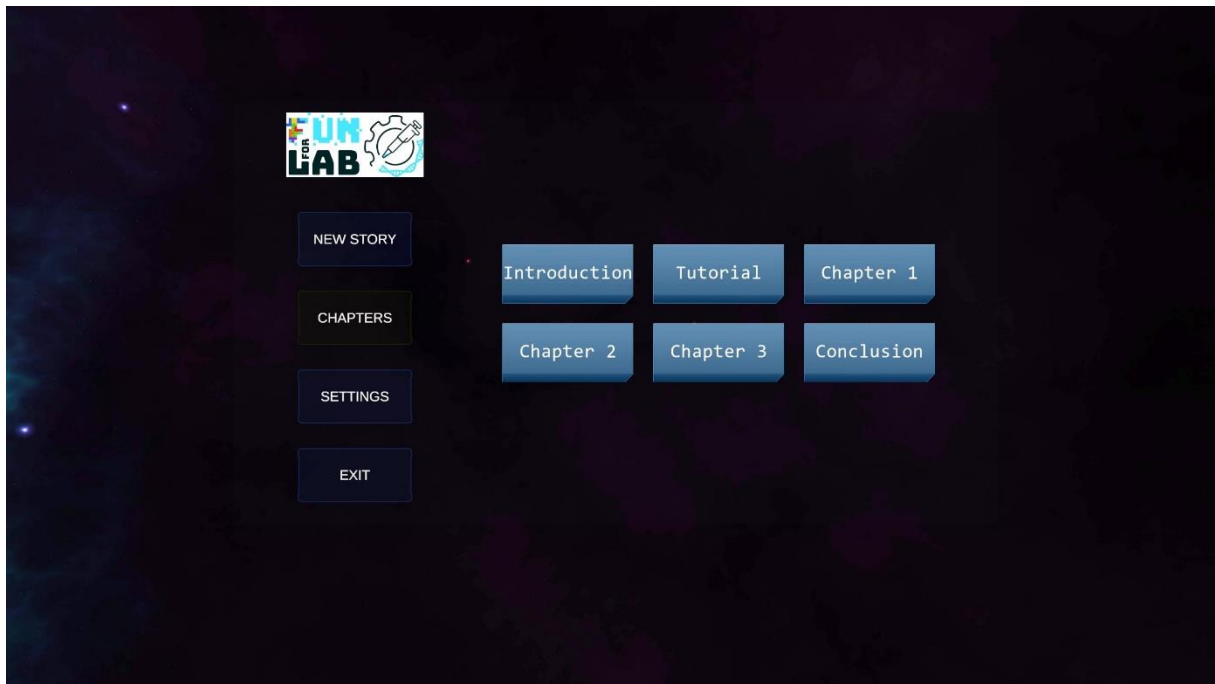 FUN
FOR
LAB
NEW STORY
CHAPTERS
SETTINGS
EXIT
Introduction
Tutorial
Chapter 1
Chapter 2
Chapter 3
Conclusion